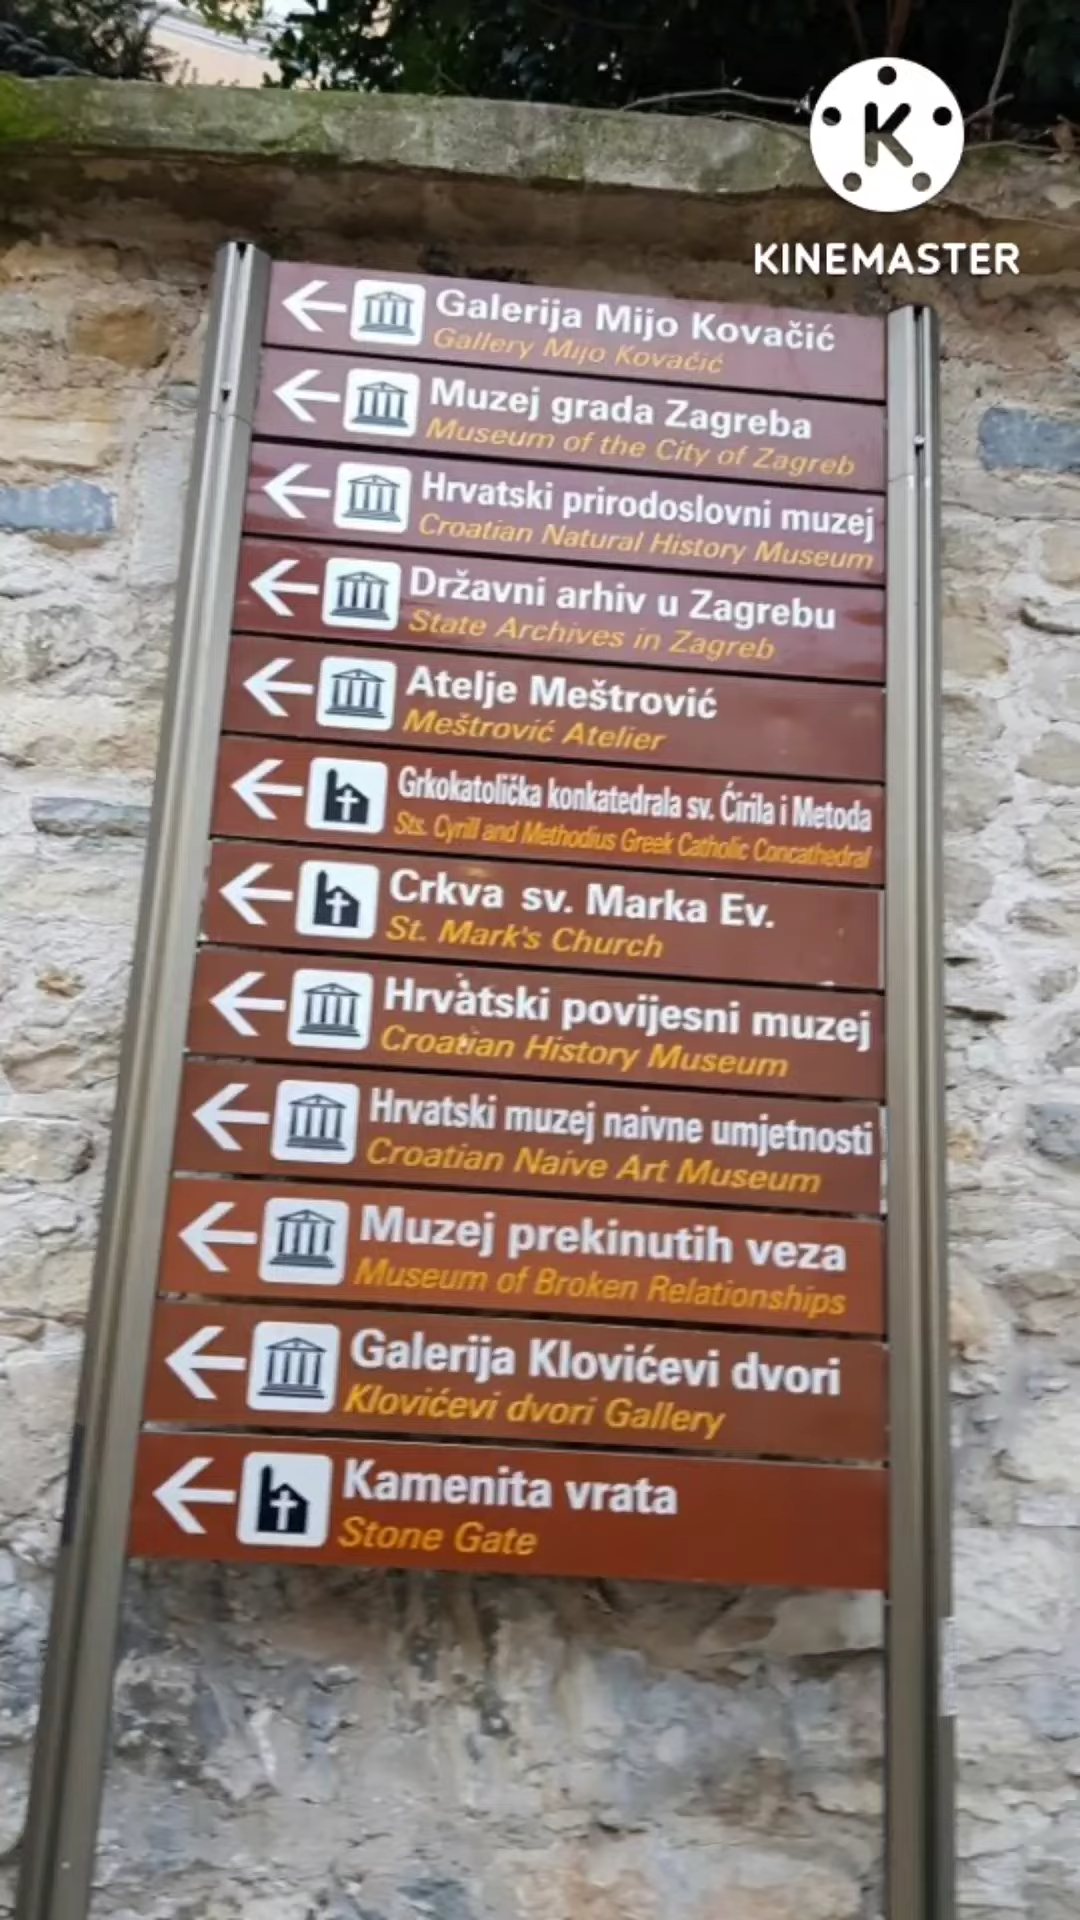 K
KINEMASTER
Galerija Mijo Kovačić
Gallery Mijo Kovačić
Muzej grada Zagreba
Museum of the City of Zagreb
Hrvatski prirodoslovni muzej
Croatian Natural History Museum
Državni arhiv u Zagrebu
State Archives in Zagreb
Atelje Meštrović
Meštrović Atelier
Grkokatolička konkatedrala sv. Ćirila i Metoda
Sts. Cyrill and Methodius Greek Catholic Concathedral
Crkva sv. Marka Ev.
St. Mark's Church
Hrvatski povijesni muzej
Croatian History Museum
Hrvatski muzej naivne umjetnosti
Croatian Naive Art Museum
Muzej prekinutih veza
Museum of Broken Relationships
Galerija Klovićevi dvori
Klovićevi dvori Gallery
Kamenita vrata
Stone Gate